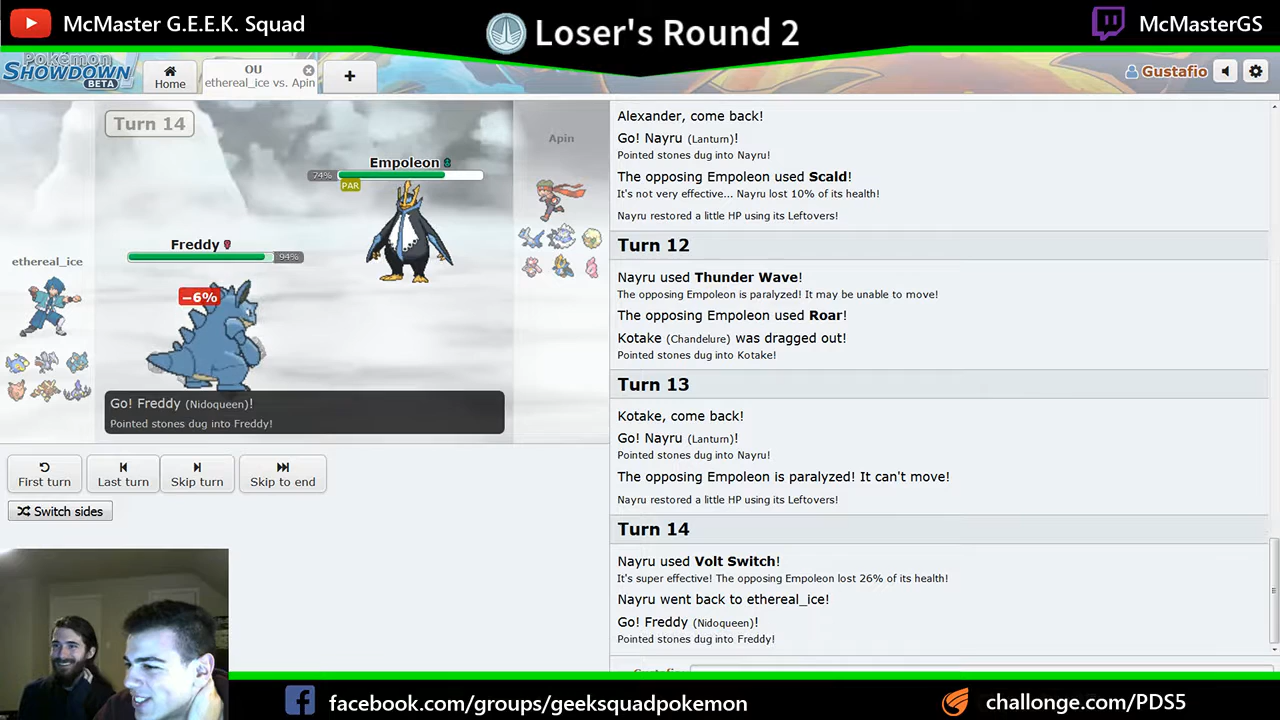 McMaster G.E.E.K. Squad
Loser's Round 2
McMasterGS
Pokémon
SHOWDOWN
BETA
Home
OU
ethereal_ice vs. Apin
+
Gustafio
Turn 14
Empoleon
74%
PAR
Freddy
94%
-6%
ethereal_ice
Apin
Go! Freddy (Nidoqueen)!
Pointed stones dug into Freddy!
First turn
Last turn
Skip turn
Skip to end
Switch sides
Alexander, come back!
Go! Nayru (Lanturn)!
Pointed stones dug into Nayru!
The opposing Empoleon used Scald!
It's not very effective... Nayru lost 10% of its health!
Nayru restored a little HP using its Leftovers!
Turn 12
Nayru used Thunder Wave!
The opposing Empoleon is paralyzed! It may be unable to move!
The opposing Empoleon used Roar!
Kotake (Chandelure) was dragged out!
Pointed stones dug into Kotake!
Turn 13
Kotake, come back!
Go! Nayru (Lanturn)!
Pointed stones dug into Nayru!
The opposing Empoleon is paralyzed! It can't move!
Nayru restored a little HP using its Leftovers!
Turn 14
Nayru used Volt Switch!
It's super effective! The opposing Empoleon lost 26% of its health!
Nayru went back to ethereal_ice!
Go! Freddy (Nidoqueen)!
Pointed stones dug into Freddy!
facebook.com/groups/geeksquadpokemon
challonge.com/PDS5